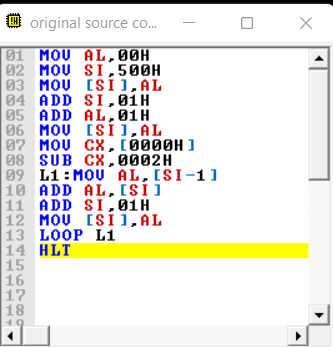 original source co...
01 MOV AL,00H
02 MOV SI,500H
03 MOV [SI],AL
04 ADD SI,01H
05 ADD AL,01H
06 MOV [SI],AL
07 MOV CX,[0000H]
08 SUB CX,0002H
09 L1:MOV AL,[SI-1]
10 ADD AL,[SI]
11 ADD SI,01H
12 MOV [SI],AL
13 LOOP L1
14 HLT
15
16
17
18
19